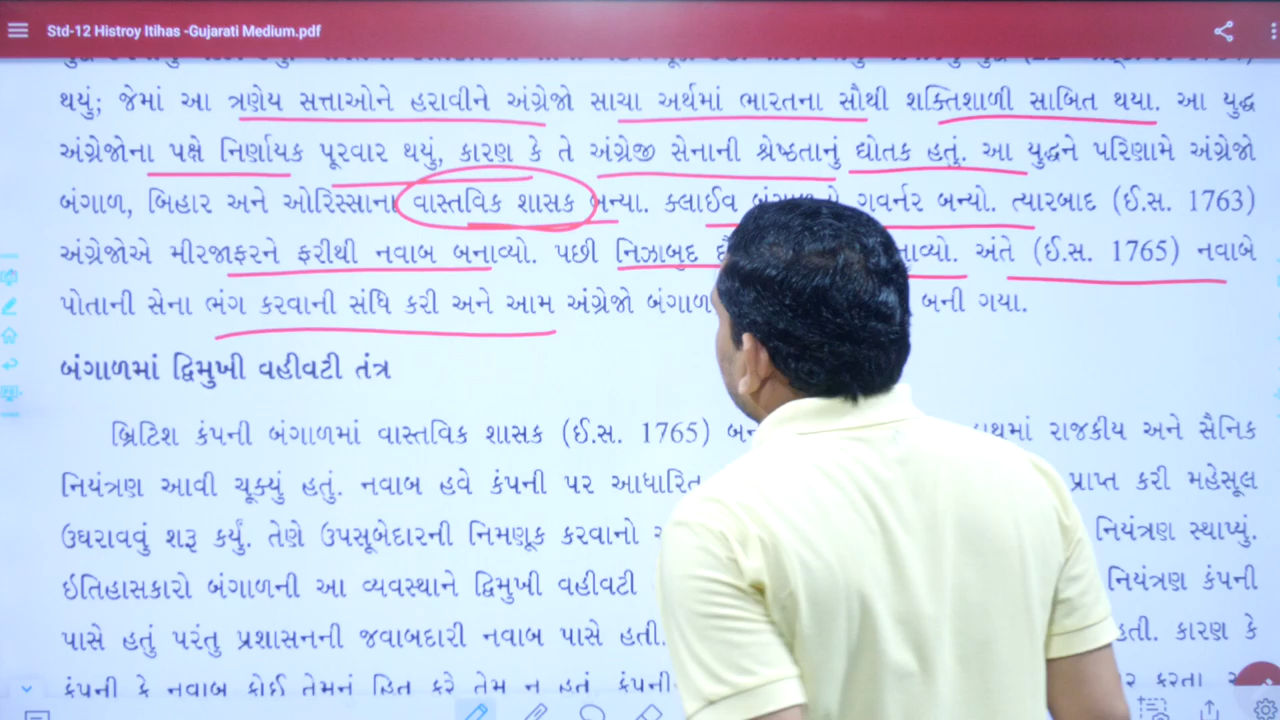 Std-12 Histroy Itihas -Gujarati Medium.pdf
થયું; જેમાં આ ત્રણેય સત્તાઓને હરાવીને અંગ્રેજો સાચા અર્થમાં ભારતના સૌથી શક્તિશાળી સાબિત થયા. આ યુદ્ધ
અંગ્રેજોના પક્ષે નિર્ણાયક પૂરવાર થયું, કારણ કે તે અંગ્રેજી સેનાની શ્રેષ્ઠતાનું દ્યોતક હતું. આ યુદ્ધને પરિણામે અંગ્રેજો
બંગાળ, બિહાર અને ઓરિસ્સાના વાસ્તવિક શાસક બન્યા. ક્લાઈવ ગવર્નર બન્યો. ત્યારબાદ (ઈ.સ. 1763)
અંગ્રેજોએ મીરજાફરને ફરીથી નવાબ બનાવ્યો. પછી નિઝામુદ અંતે (ઈ.સ. 1765) નવાબે
પોતાની સેના ભંગ કરવાની સંધિ કરી અને આમ અંગ્રેજો બંગાળ બની ગયા.
બંગાળમાં દ્વિમુખી વહીવટી તંત્ર
બ્રિટિશ કંપની બંગાળમાં વાસ્તવિક શાસક (ઈ.સ. 1765) રાજકીય અને સૈનિક
નિયંત્રણ આવી ચૂક્યું હતું. નવાબ હવે કંપની પર આધારિત પ્રાપ્ત કરી મહેસૂલ
ઉઘરાવવું શરૂ કર્યું. તેણે ઉપસૂબેદારની નિમણૂક કરવાનો નિયંત્રણ સ્થાપ્યું.
ઈતિહાસકારો બંગાળની આ વ્યવસ્થાને દ્વિમુખી વહીવટી નિયંત્રણ કંપની
પાસે હતું પરંતુ પ્રશાસનની જવાબદારી નવાબ પાસે હતી. હતી. કારણ કે